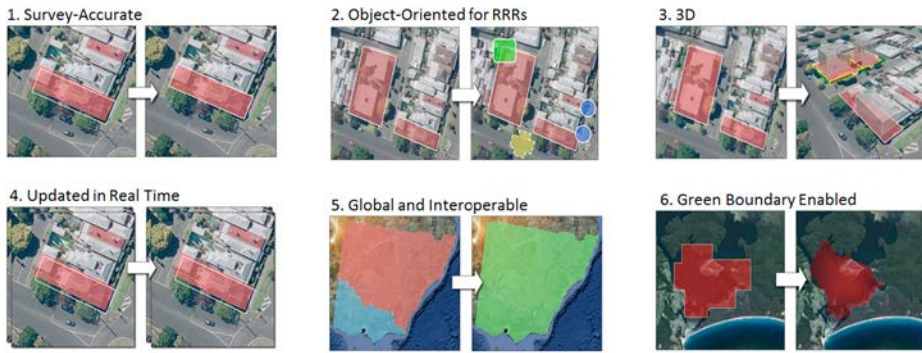 1. Survey-Accurate
2. Object-Oriented for RRRs
3. 3D
4. Updated in Real Time
5. Global and Interoperable
6. Green Boundary Enabled